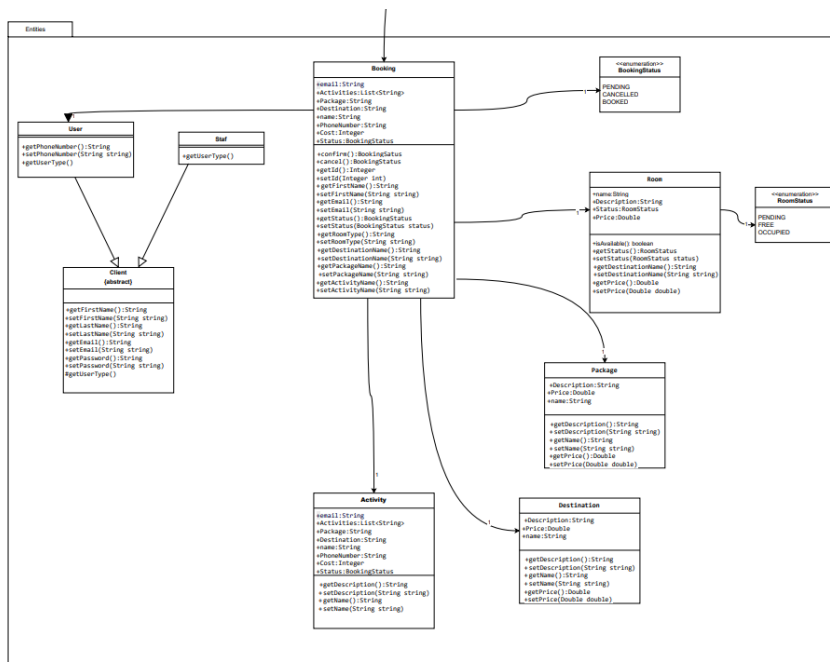 Entities
Booking
+email:String
+Activities:List<String>
+Package:String
+Destination:String
+name:String
+PhoneNumber:String
+Cost:Integer
+Status:BookingStatus
+confirm():BookingSatus
+cancel():BookingStatus
+getId():Integer
+setId(Integer int)
+getFirstName():String
+setFirstName(String string)
+getEmail():String
+setEmail(String string)
+getStatus():BookingStatus
+setStatus(BookingStatus status)
+getRoomType():String
+setRoomType(String string)
+getDestinationName():String
+setDestinationName(String string)
+getPackageName():String
+setPackageName(String string)
+getActivityName():String
+setActivityName(String string)
<<enumeration>>
BookingStatus
PENDING
CANCELLED
BOOKED
1
1
User
+getPhoneNumber():String
+setPhoneNumber(String string)
+getUserType()
Staf
+getUserType()
Client
{abstract}
+getFirstName():String
+setFirstName(String string)
+getLastName():String
+setLastName(String string)
+getEmail():String
+setEmail(String string)
+getPassword():String
+setPassword(String string)
#getUserType()
1
Room
+name:String
+Description:String
+Status:RoomStatus
+Price:Double
+isAvailable():boolean
+getStatus():RoomStatus
+setStatus(RoomStatus status)
+getDestinationName():String
+setDestinationName(String string)
+getPrice():Double
+setPrice(Double double)
1
<<enumeration>>
RoomStatus
PENDING
FREE
OCCUPIED
1
Package
+Description:String
+Price:Double
+name:String
+getDescription():String
+setDescription(String string)
+getName():String
+setName(String string)
+getPrice():Double
+setPrice(Double double)
1
Activity
+email:String
+Activities:List<String>
+Package:String
+Destination:String
+name:String
+PhoneNumber:String
+Cost:Integer
+Status:BookingStatus
+getDescription():String
+setDescription(String string)
+getName():String
+setName(String string)
1
Destination
+Description:String
+Price:Double
+name:String
+getDescription():String
+setDescription(String string)
+getName():String
+setName(String string)
+getPrice():Double
+setPrice(Double double)